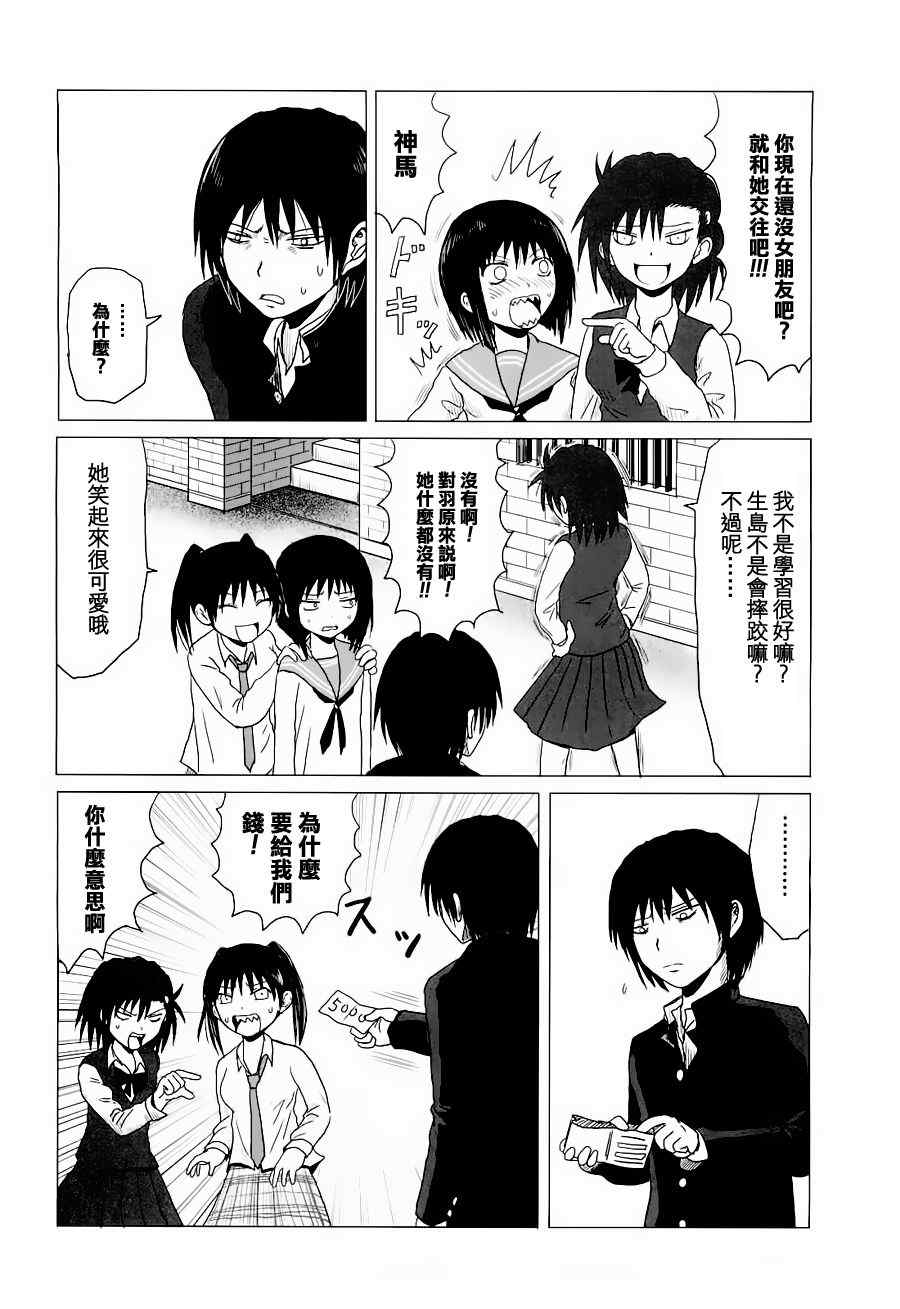 你現在還沒女朋友吧？
就和她交往吧!!!
神馬
ドキッ
……
為什麼？
我不是學習很好嘛？
生島不是會摔跤嘛？
不過呢……
沒有啊！
對羽原來說啊！
她什麼都沒有!!
她笑起來很可愛哦
………
為什麼
要給我們
錢！
スッ
你什麼意思啊